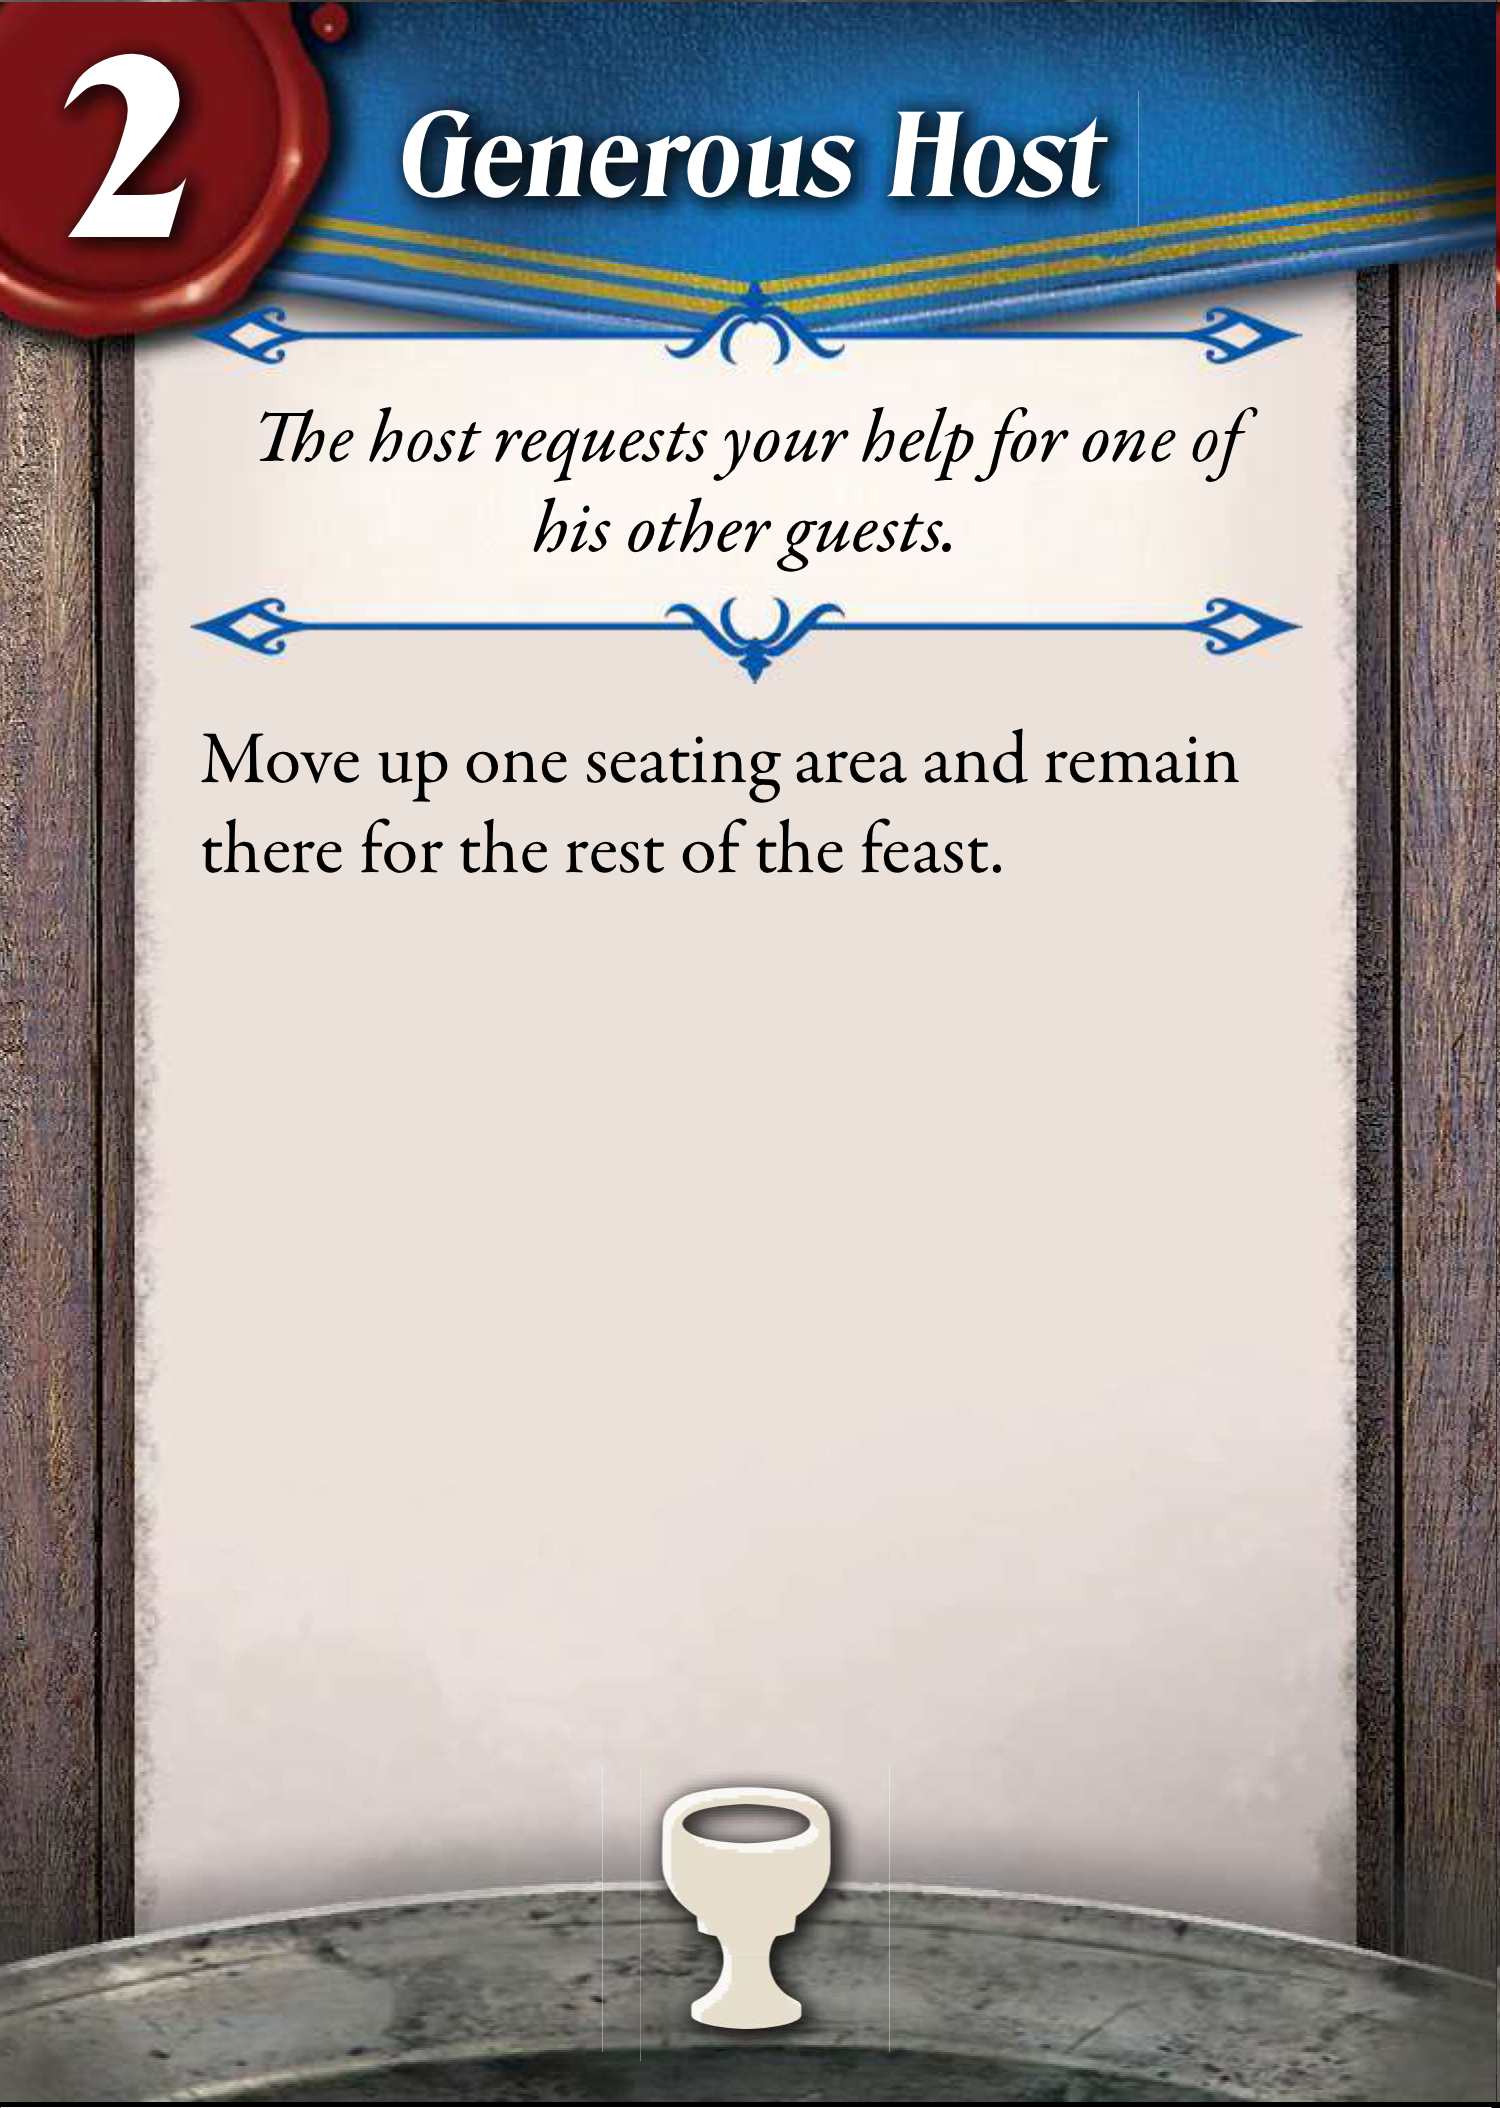 2
Generous Host
The host requests your help for one of
his other guests.
Move up one seating area and remain
there for the rest of the feast.